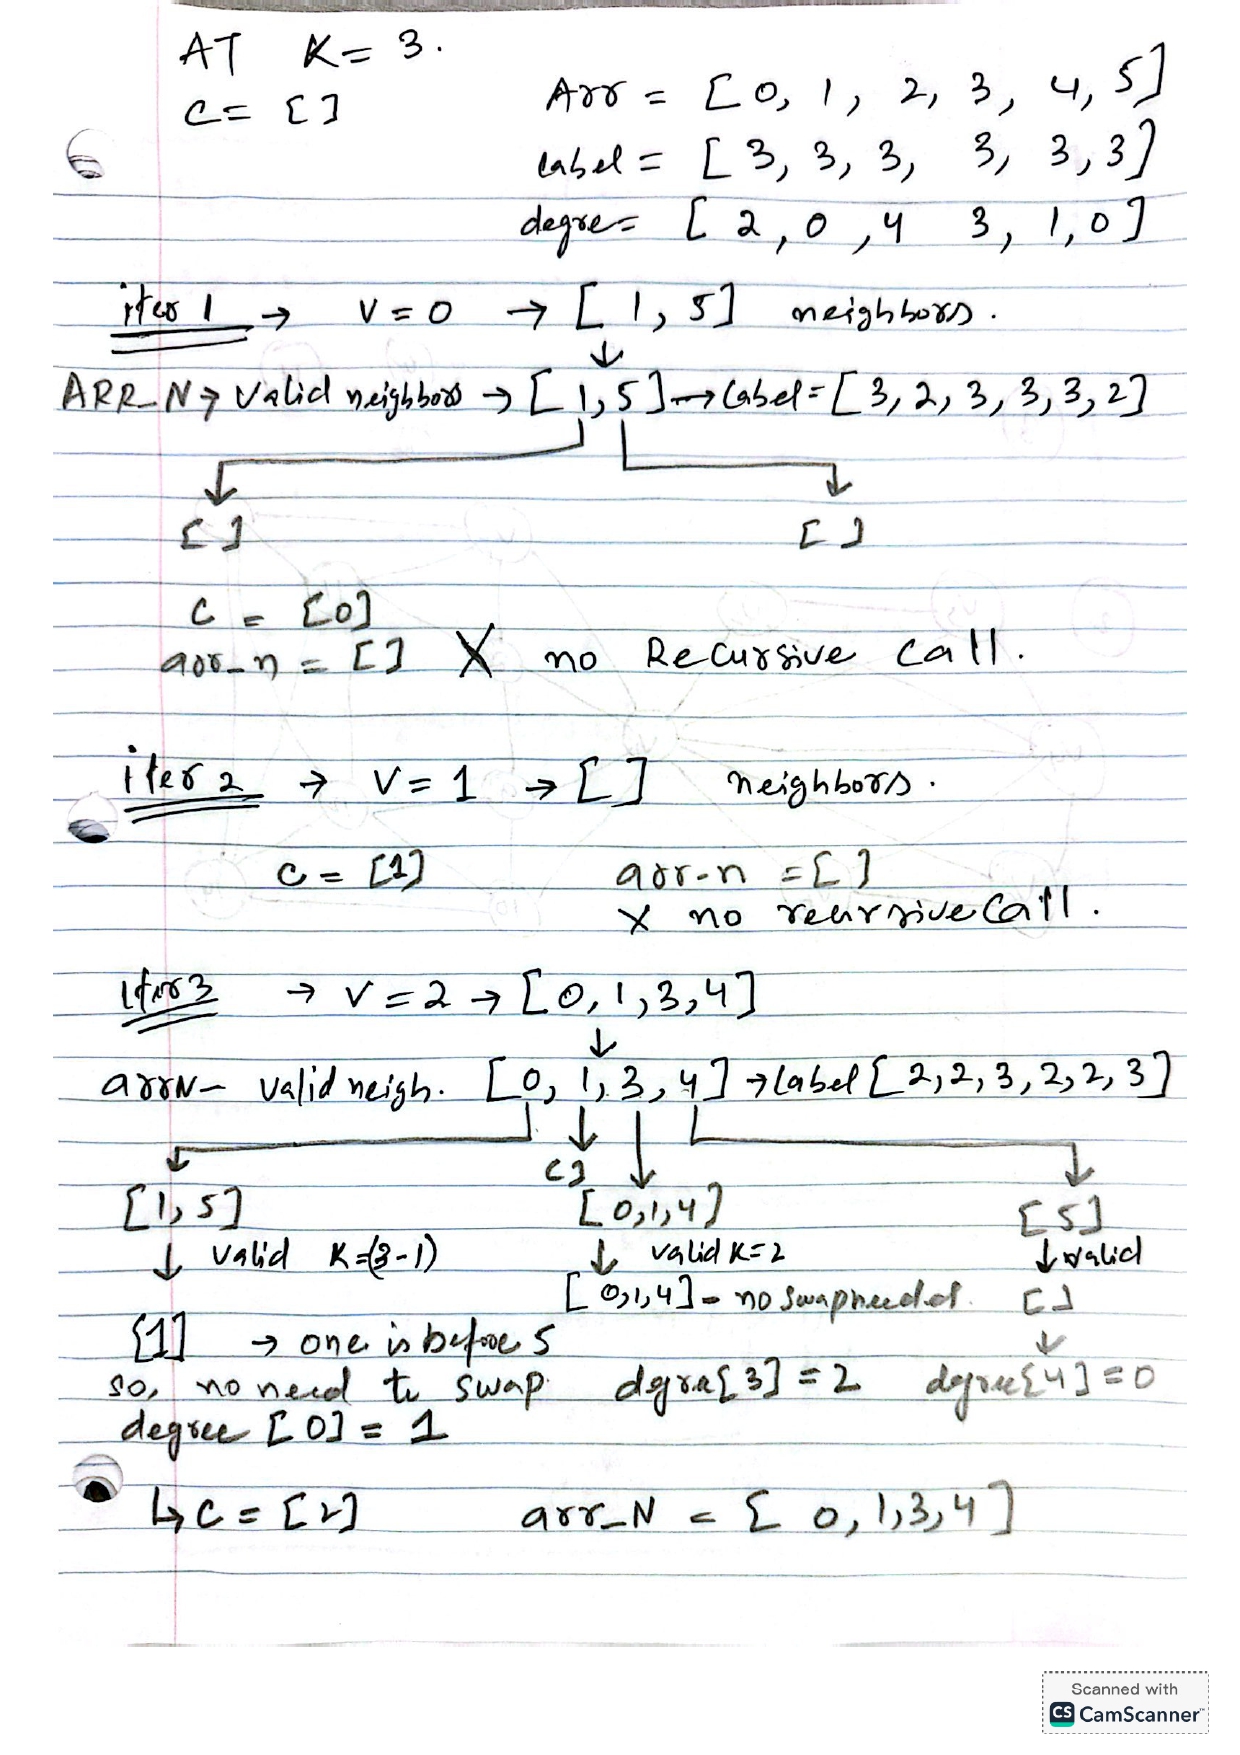 AT K= 3.
C= []
Arr = [0, 1, 2, 3, 4, 5]
label = [3, 3, 3, 3, 3, 3]
degre= [2, 0, 4 3, 1, 0]
iter 1 → V = 0 → [1, 5] neighbors.
ARR_N → Valid neighbors → [1, 5] → label = [3, 2, 3, 3, 3, 2]
[] []
C = [0]
arr_n = [] X no Recursive Call.
iter 2 → V = 1 → [] neighbors.
C = [1] arr-n = []
X no recursive Call.
iter 3 → V = 2 → [0, 1, 3, 4]
arrN- valid neigh. [0, 1, 3, 4] → label [2, 2, 3, 2, 2, 3]
[]
[1, 5] [0,1,4] [5]
↓ valid K=(3-1) ↓ valid K=2 ↓ valid
[0,1,4] - no swap needed. []
[1] → one is before 5
so, no need to swap. degree[3] = 2 degree[4] = 0
degree [0] = 1
↳ C = [2] arr_N = [0, 1, 3, 4]
Scanned with
CS CamScanner